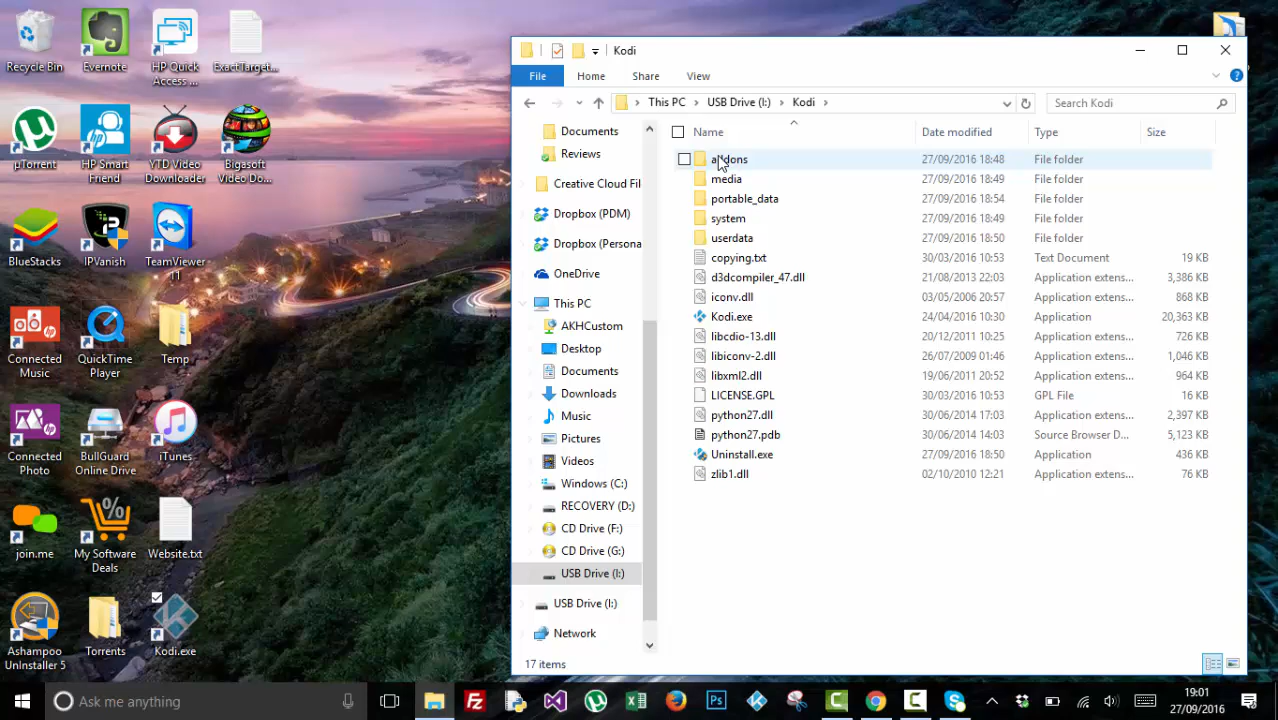 Recycle Bin
Evernote
HP Quick
Access ...
ExactTarget...
µTorrent
HP Smart
Friend
YTD Video
Downloader
Bigasoft
Video Do...
BlueStacks
IPVanish
TeamViewer
11
Connected
Music
QuickTime
Player
Temp
Connected
Photo
BullGuard
Online Drive
iTunes
join.me
My Software
Deals
Website.txt
Ashampoo
UnInstaller 5
Torrents
Kodi.exe
Kodi
File
Home
Share
View
This PC
USB Drive (I:)
Kodi
Search Kodi
Documents
Reviews
Creative Cloud Fil
Dropbox (PDM)
Dropbox (Persona
OneDrive
This PC
AKHCustom
Desktop
Documents
Downloads
Music
Pictures
Videos
Windows (C:)
RECOVERY (D:)
CD Drive (F:)
CD Drive (G:)
USB Drive (I:)
USB Drive (I:)
Network
Name Date modified Type Size
addons 27/09/2016 18:48 File folder
media 27/09/2016 18:49 File folder
portable_data 27/09/2016 18:54 File folder
system 27/09/2016 18:49 File folder
userdata 27/09/2016 18:50 File folder
copying.txt 30/03/2016 10:53 Text Document 19 KB
d3dcompiler_47.dll 21/08/2013 22:03 Application extens... 3,386 KB
iconv.dll 03/05/2006 20:57 Application extens... 868 KB
Kodi.exe 24/04/2016 10:30 Application 20,363 KB
libcdio-13.dll 20/12/2011 10:25 Application extens... 726 KB
libiconv-2.dll 26/07/2009 01:46 Application extens... 1,046 KB
libxml2.dll 19/06/2011 20:52 Application extens... 964 KB
LICENSE.GPL 30/03/2016 10:53 GPL File 16 KB
python27.dll 30/06/2014 17:03 Application extens... 2,397 KB
python27.pdb 30/06/2014 14:03 Source Browser D... 5,123 KB
Uninstall.exe 27/09/2016 18:50 Application 436 KB
zlib1.dll 02/10/2010 12:21 Application extens... 76 KB
17 items
Ask me anything
19:01
27/09/2016